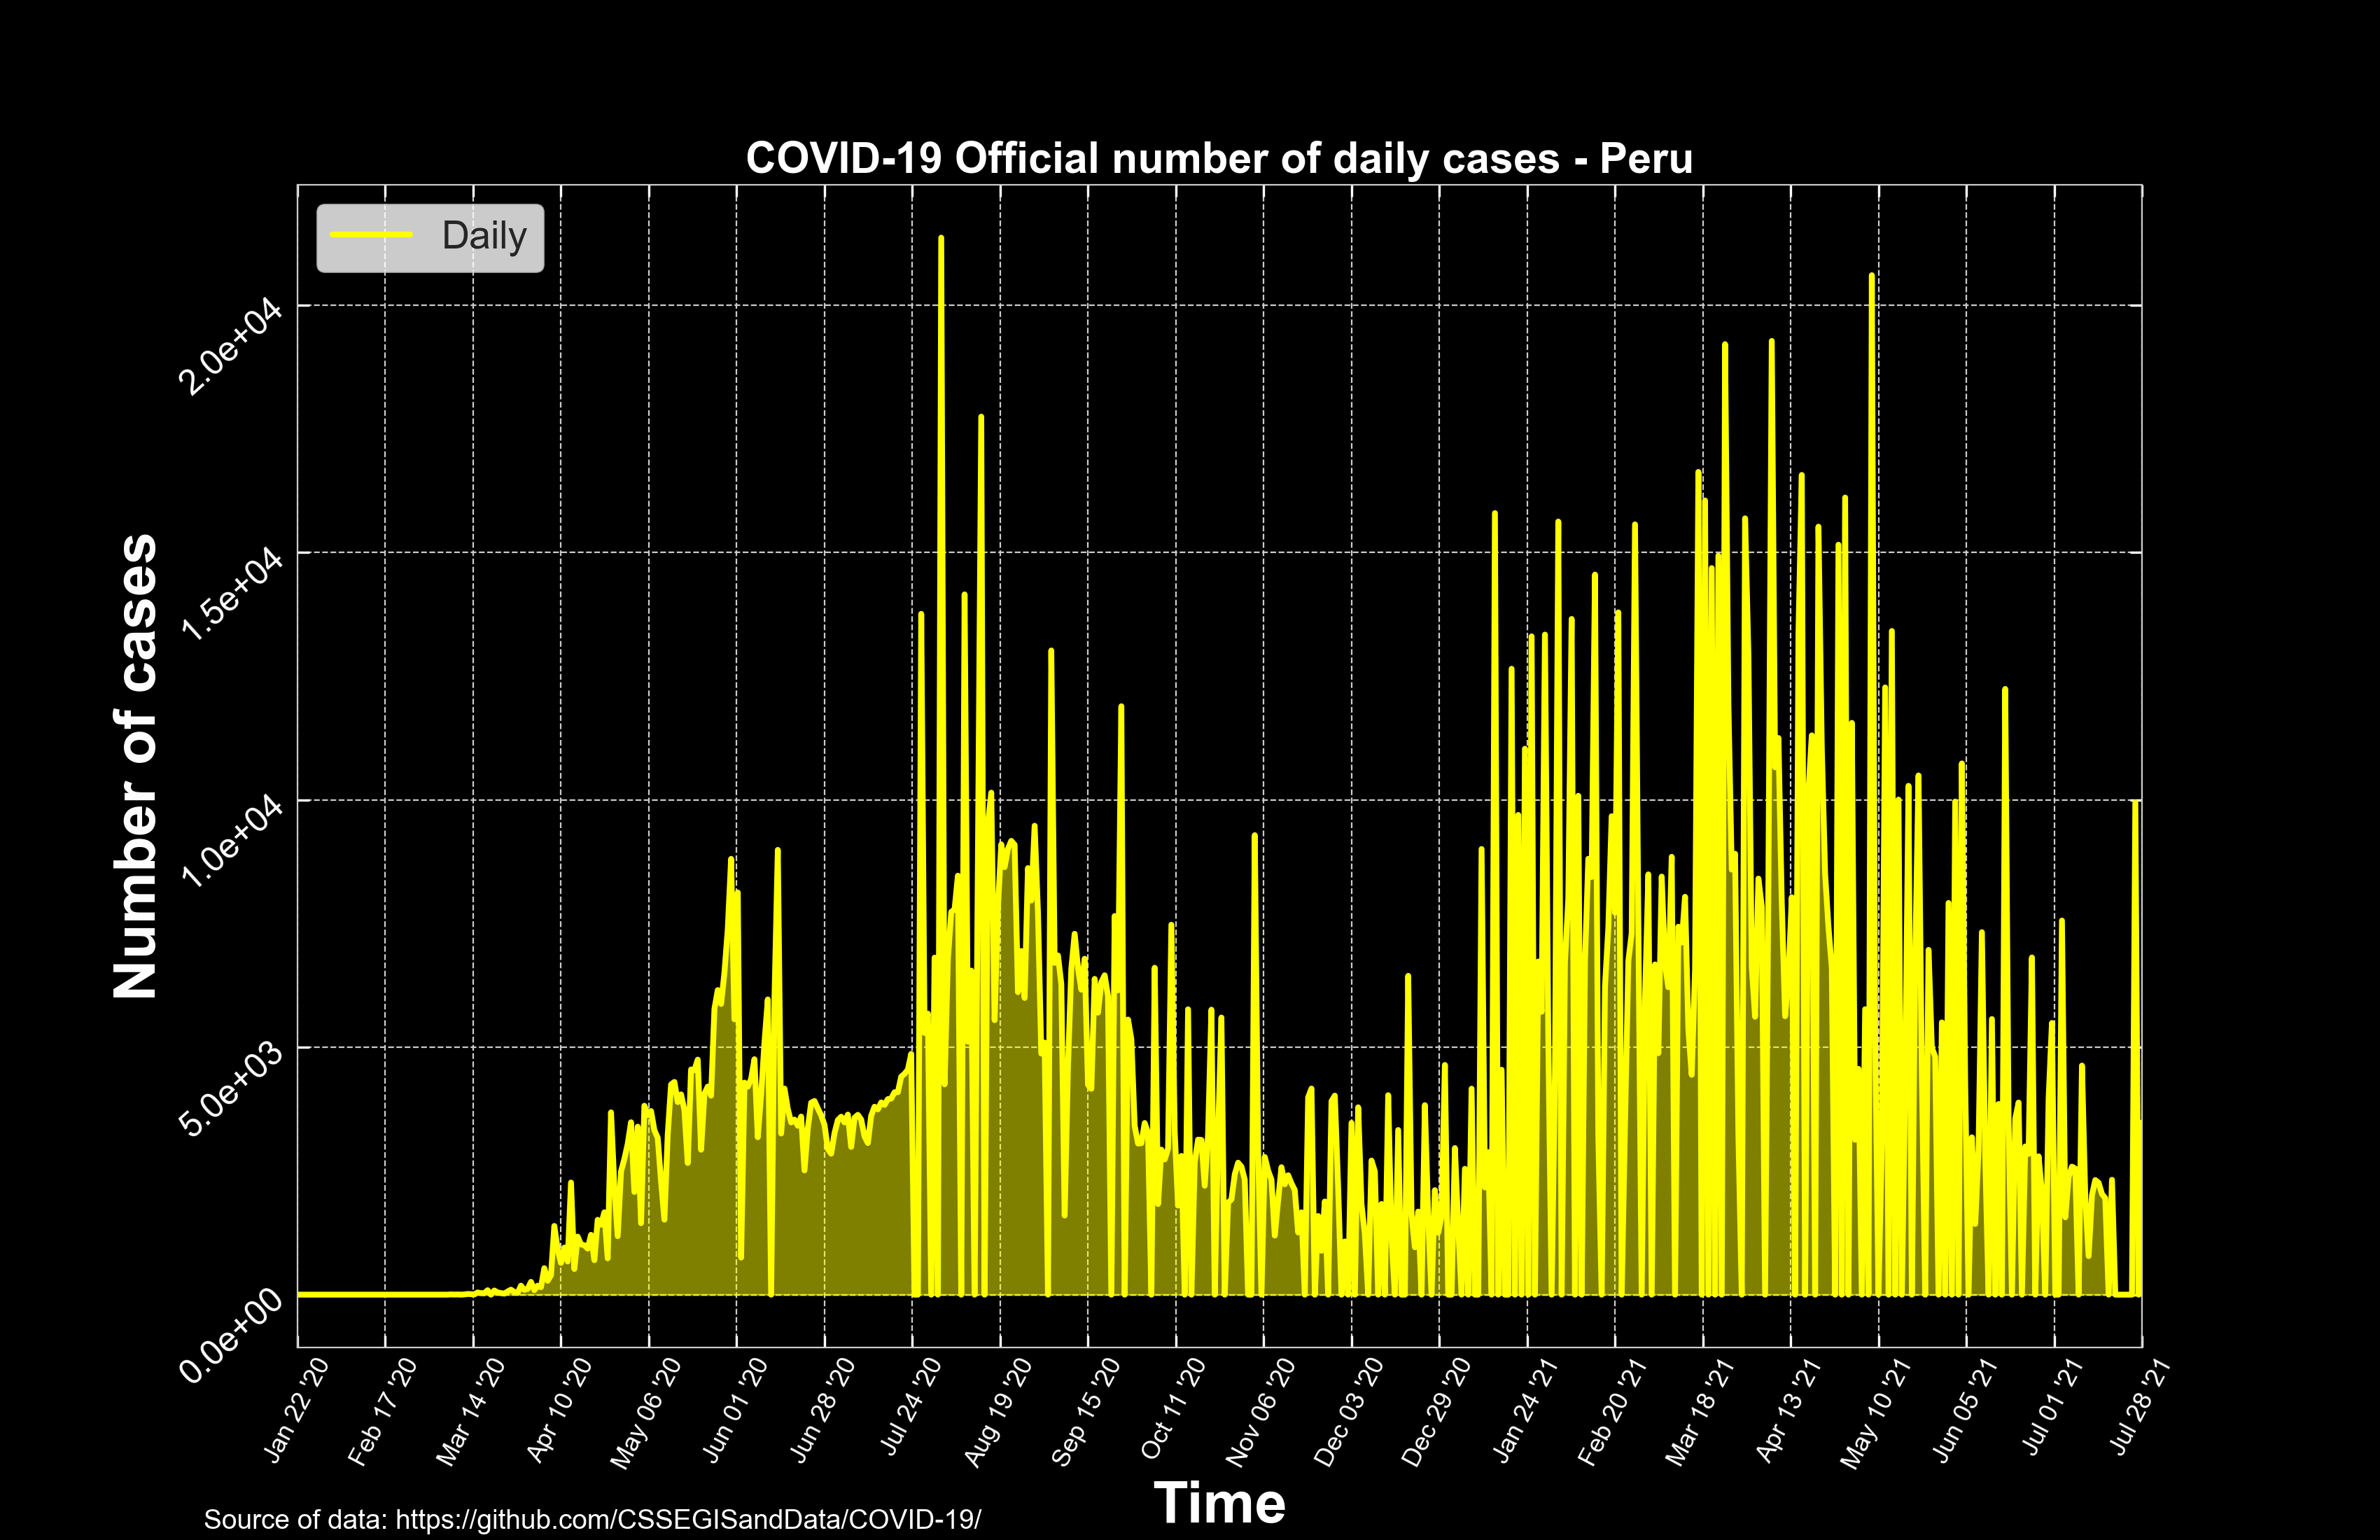 COVID-19 Official number of daily cases - Peru
Daily
Number of cases
2.0e+04
1.5e+04
1.0e+04
5.0e+03
0.0e+00
Jan 22 '20
Feb 17 '20
Mar 14 '20
Apr 10 '20
May 06 '20
Jun 01 '20
Jun 28 '20
Jul 24 '20
Aug 19 '20
Sep 15 '20
Oct 11 '20
Nov 06 '20
Dec 03 '20
Dec 29 '20
Jan 24 '21
Feb 20 '21
Mar 18 '21
Apr 13 '21
May 10 '21
Jun 05 '21
Jul 01 '21
Jul 28 '21
Time
Source of data: https://github.com/CSSEGISandData/COVID-19/